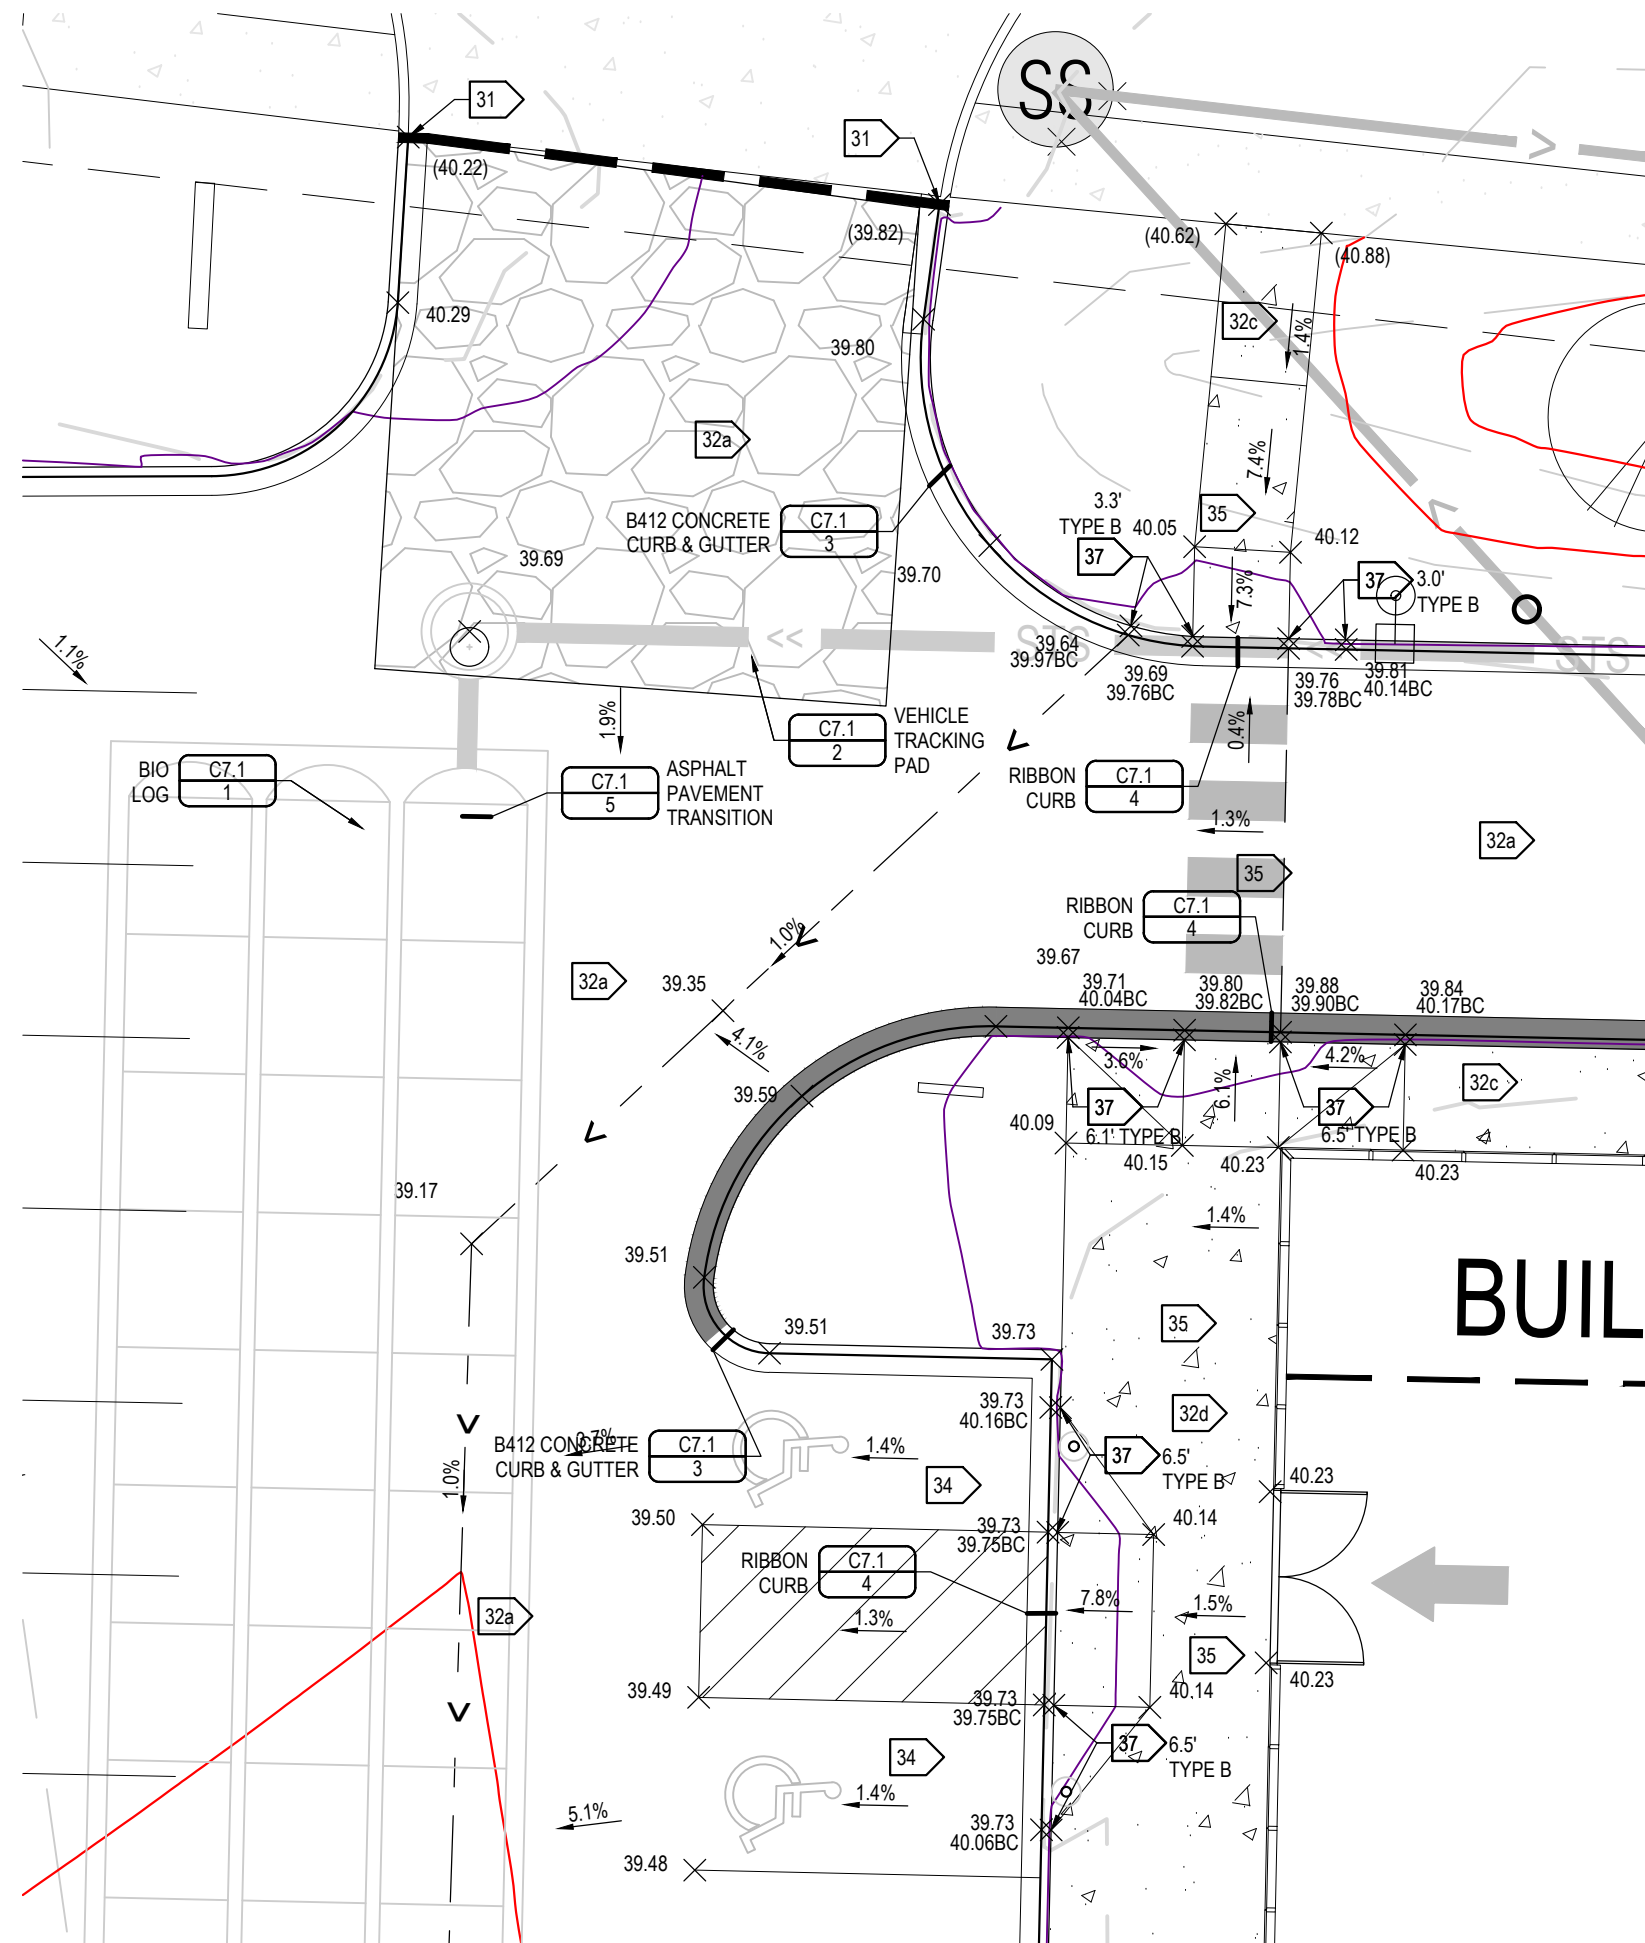 SS
31
31
(40.22)
(39.82)
(40.62)
(40.88)
40.29
39.80
32c
1.4%
32a
7.4%
3.3'
TYPE B
40.05
35
40.12
B412 CONCRETE
CURB & GUTTER
C7.1
3
39.69
39.70
37
37
3.0'
TYPE B
7.3%
<<
STS
<<
STS
1.1%
39.64
39.97BC
39.69
39.76BC
39.76
39.78BC
39.81
40.14BC
1.9%
C7.1
2
VEHICLE
TRACKING
PAD
0.4%
BIO
LOG
C7.1
1
C7.1
5
ASPHALT
PAVEMENT
TRANSITION
RIBBON
CURB
C7.1
4
1.3%
32a
35
RIBBON
CURB
C7.1
4
1.0%
32a
39.35
39.67
39.71
40.04BC
39.80
39.82BC
39.88
39.90BC
39.84
40.17BC
4.1%
3.6%
4.2%
6.1%
32c
39.59
37
6.1' TYPE B
37
6.5' TYPE B
40.09
40.15
40.23
40.23
39.17
1.4%
39.51
BUIL
39.51
39.73
35
39.73
40.16BC
32d
3.7%
B412 CONCRETE
CURB & GUTTER
C7.1
3
1.4%
37
6.5'
TYPE B
34
1.0%
40.23
39.50
39.73
39.75BC
40.14
RIBBON
CURB
C7.1
4
7.8%
1.5%
32a
1.3%
35
40.23
39.49
39.73
39.75BC
40.14
34
37
6.5'
TYPE B
1.4%
5.1%
39.73
40.06BC
39.48